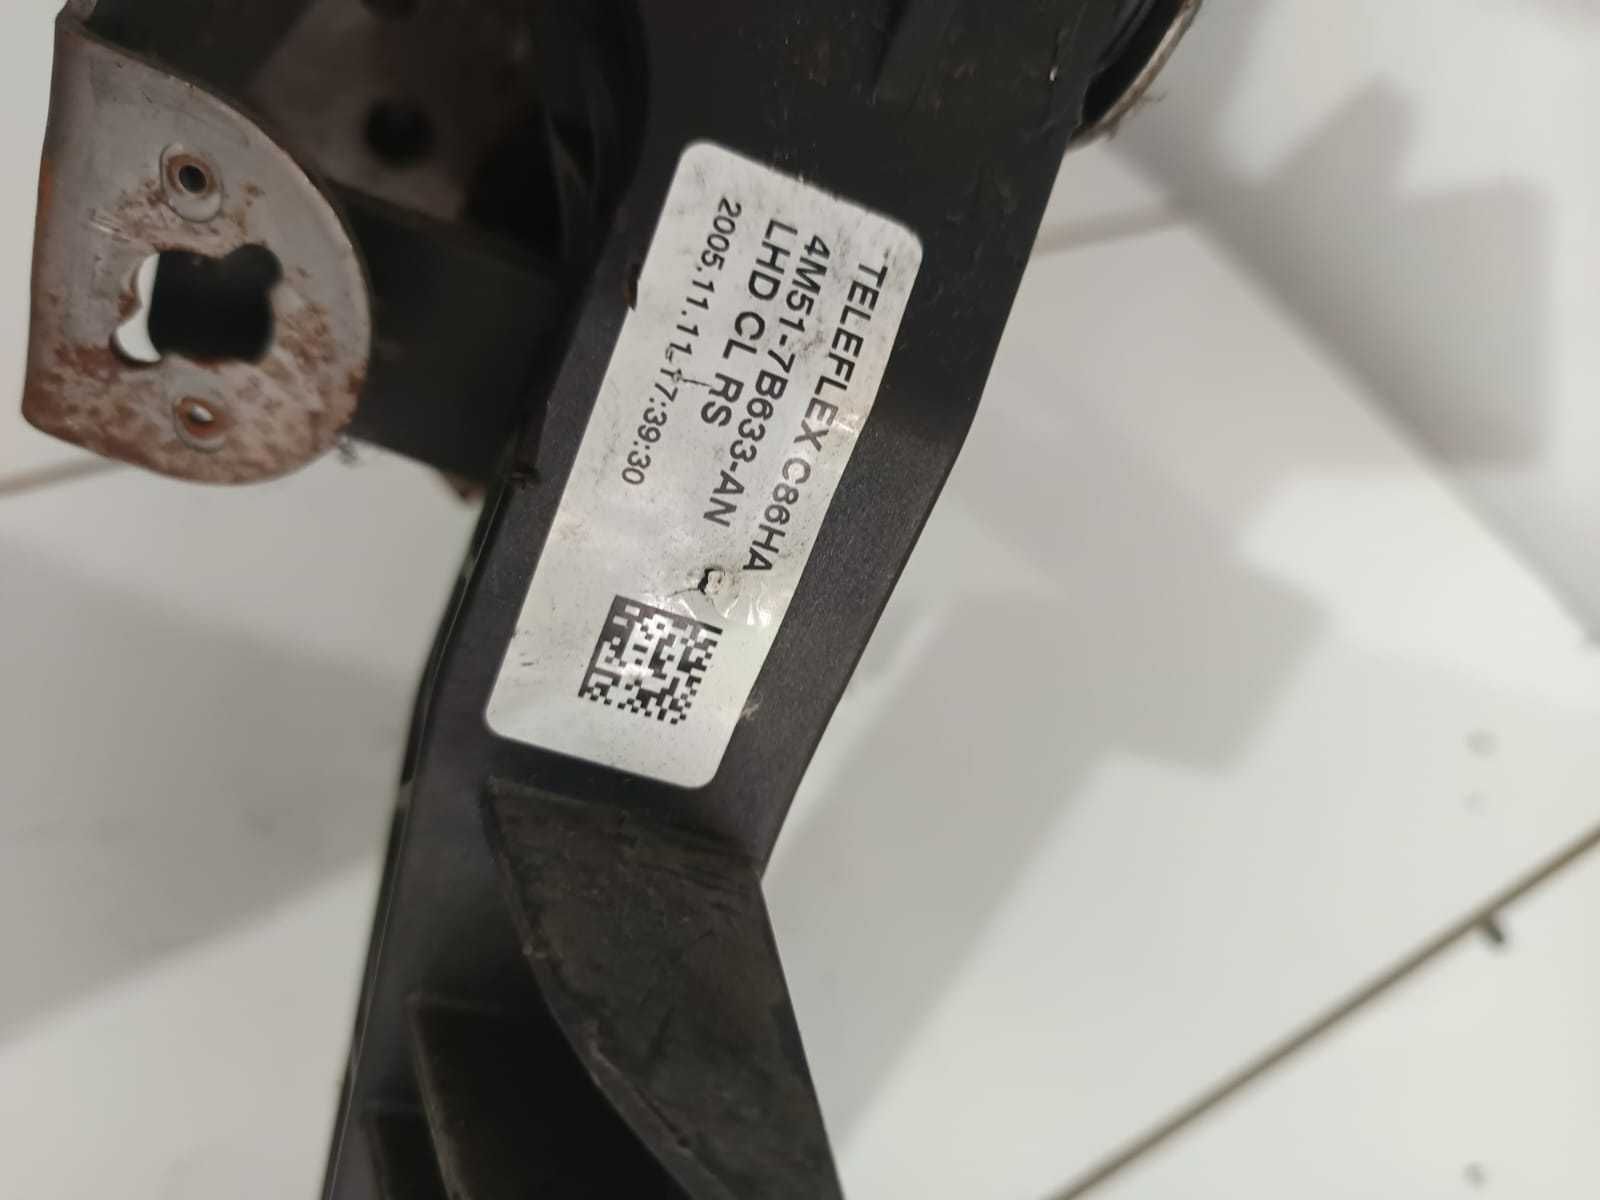 TELEFLEX C86HA
4M51-7B633-AN
LHD CL RS
2005.11.11-17:39:30